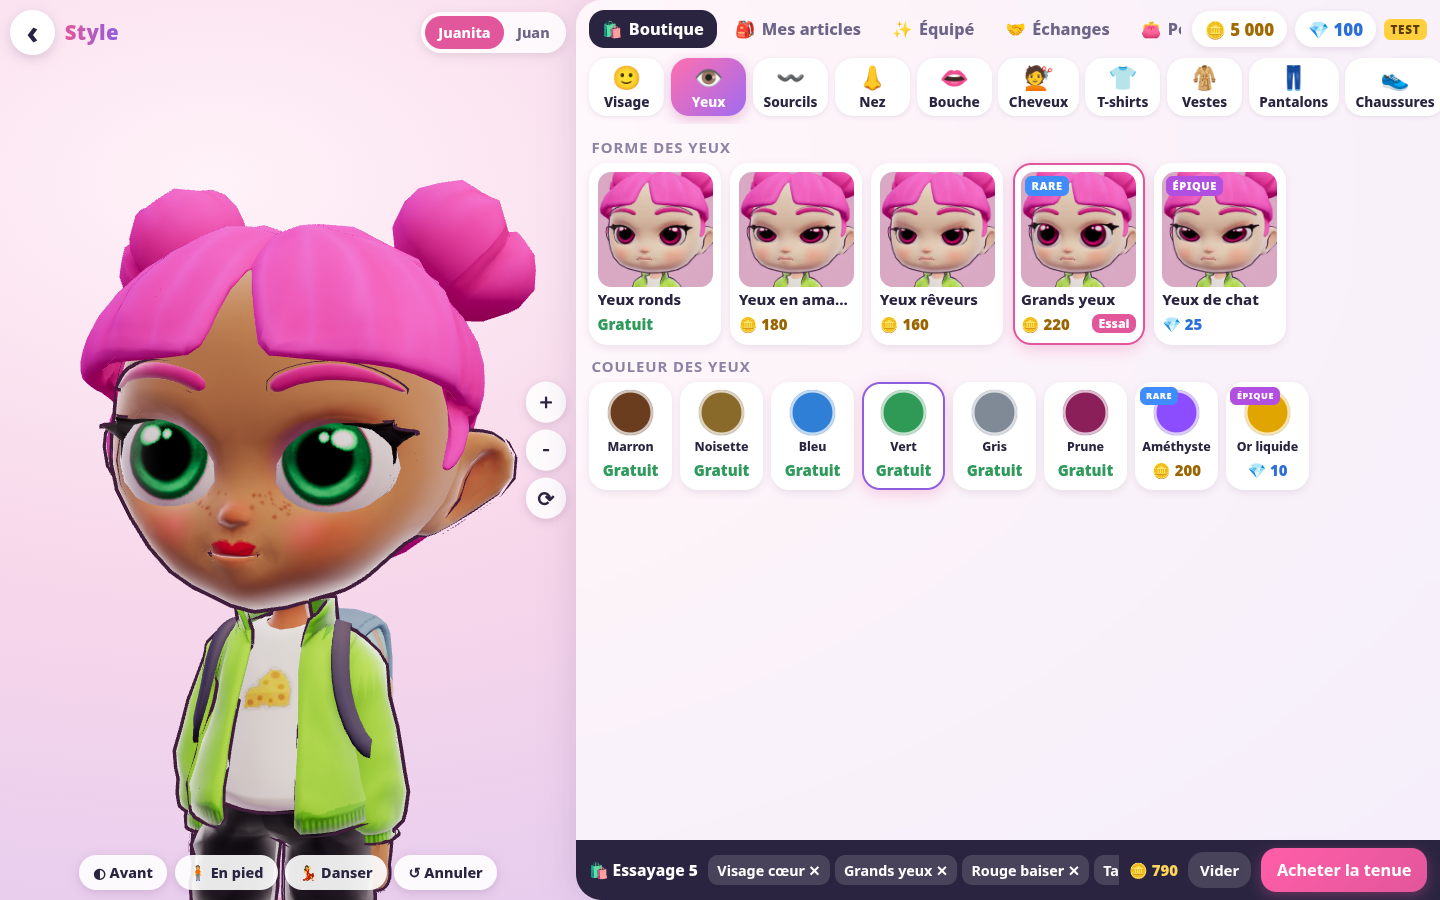 Style
Juanita
Juan
Boutique
Mes articles
Équipé
Échanges
5 000
100
TEST
Visage
Yeux
Sourcils
Nez
Bouche
Cheveux
T-shirts
Vestes
Pantalons
Chaussures
FORME DES YEUX
RARE
ÉPIQUE
Yeux ronds
Yeux en ama...
Yeux rêveurs
Grands yeux
Yeux de chat
Gratuit
180
160
220
Essai
25
COULEUR DES YEUX
RARE
ÉPIQUE
Marron
Noisette
Bleu
Vert
Gris
Prune
Améthyste
Or liquide
Gratuit
Gratuit
Gratuit
Gratuit
Gratuit
Gratuit
200
10
+
-
Avant
En pied
Danser
Annuler
Essayage 5
Visage cœur ✕
Grands yeux ✕
Rouge baiser ✕
Ta
790
Vider
Acheter la tenue